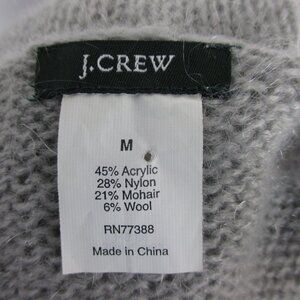 J.CREW
M
45% Acrylic
28% Nylon
21% Mohair
6% Wool
RN77388
Made in China